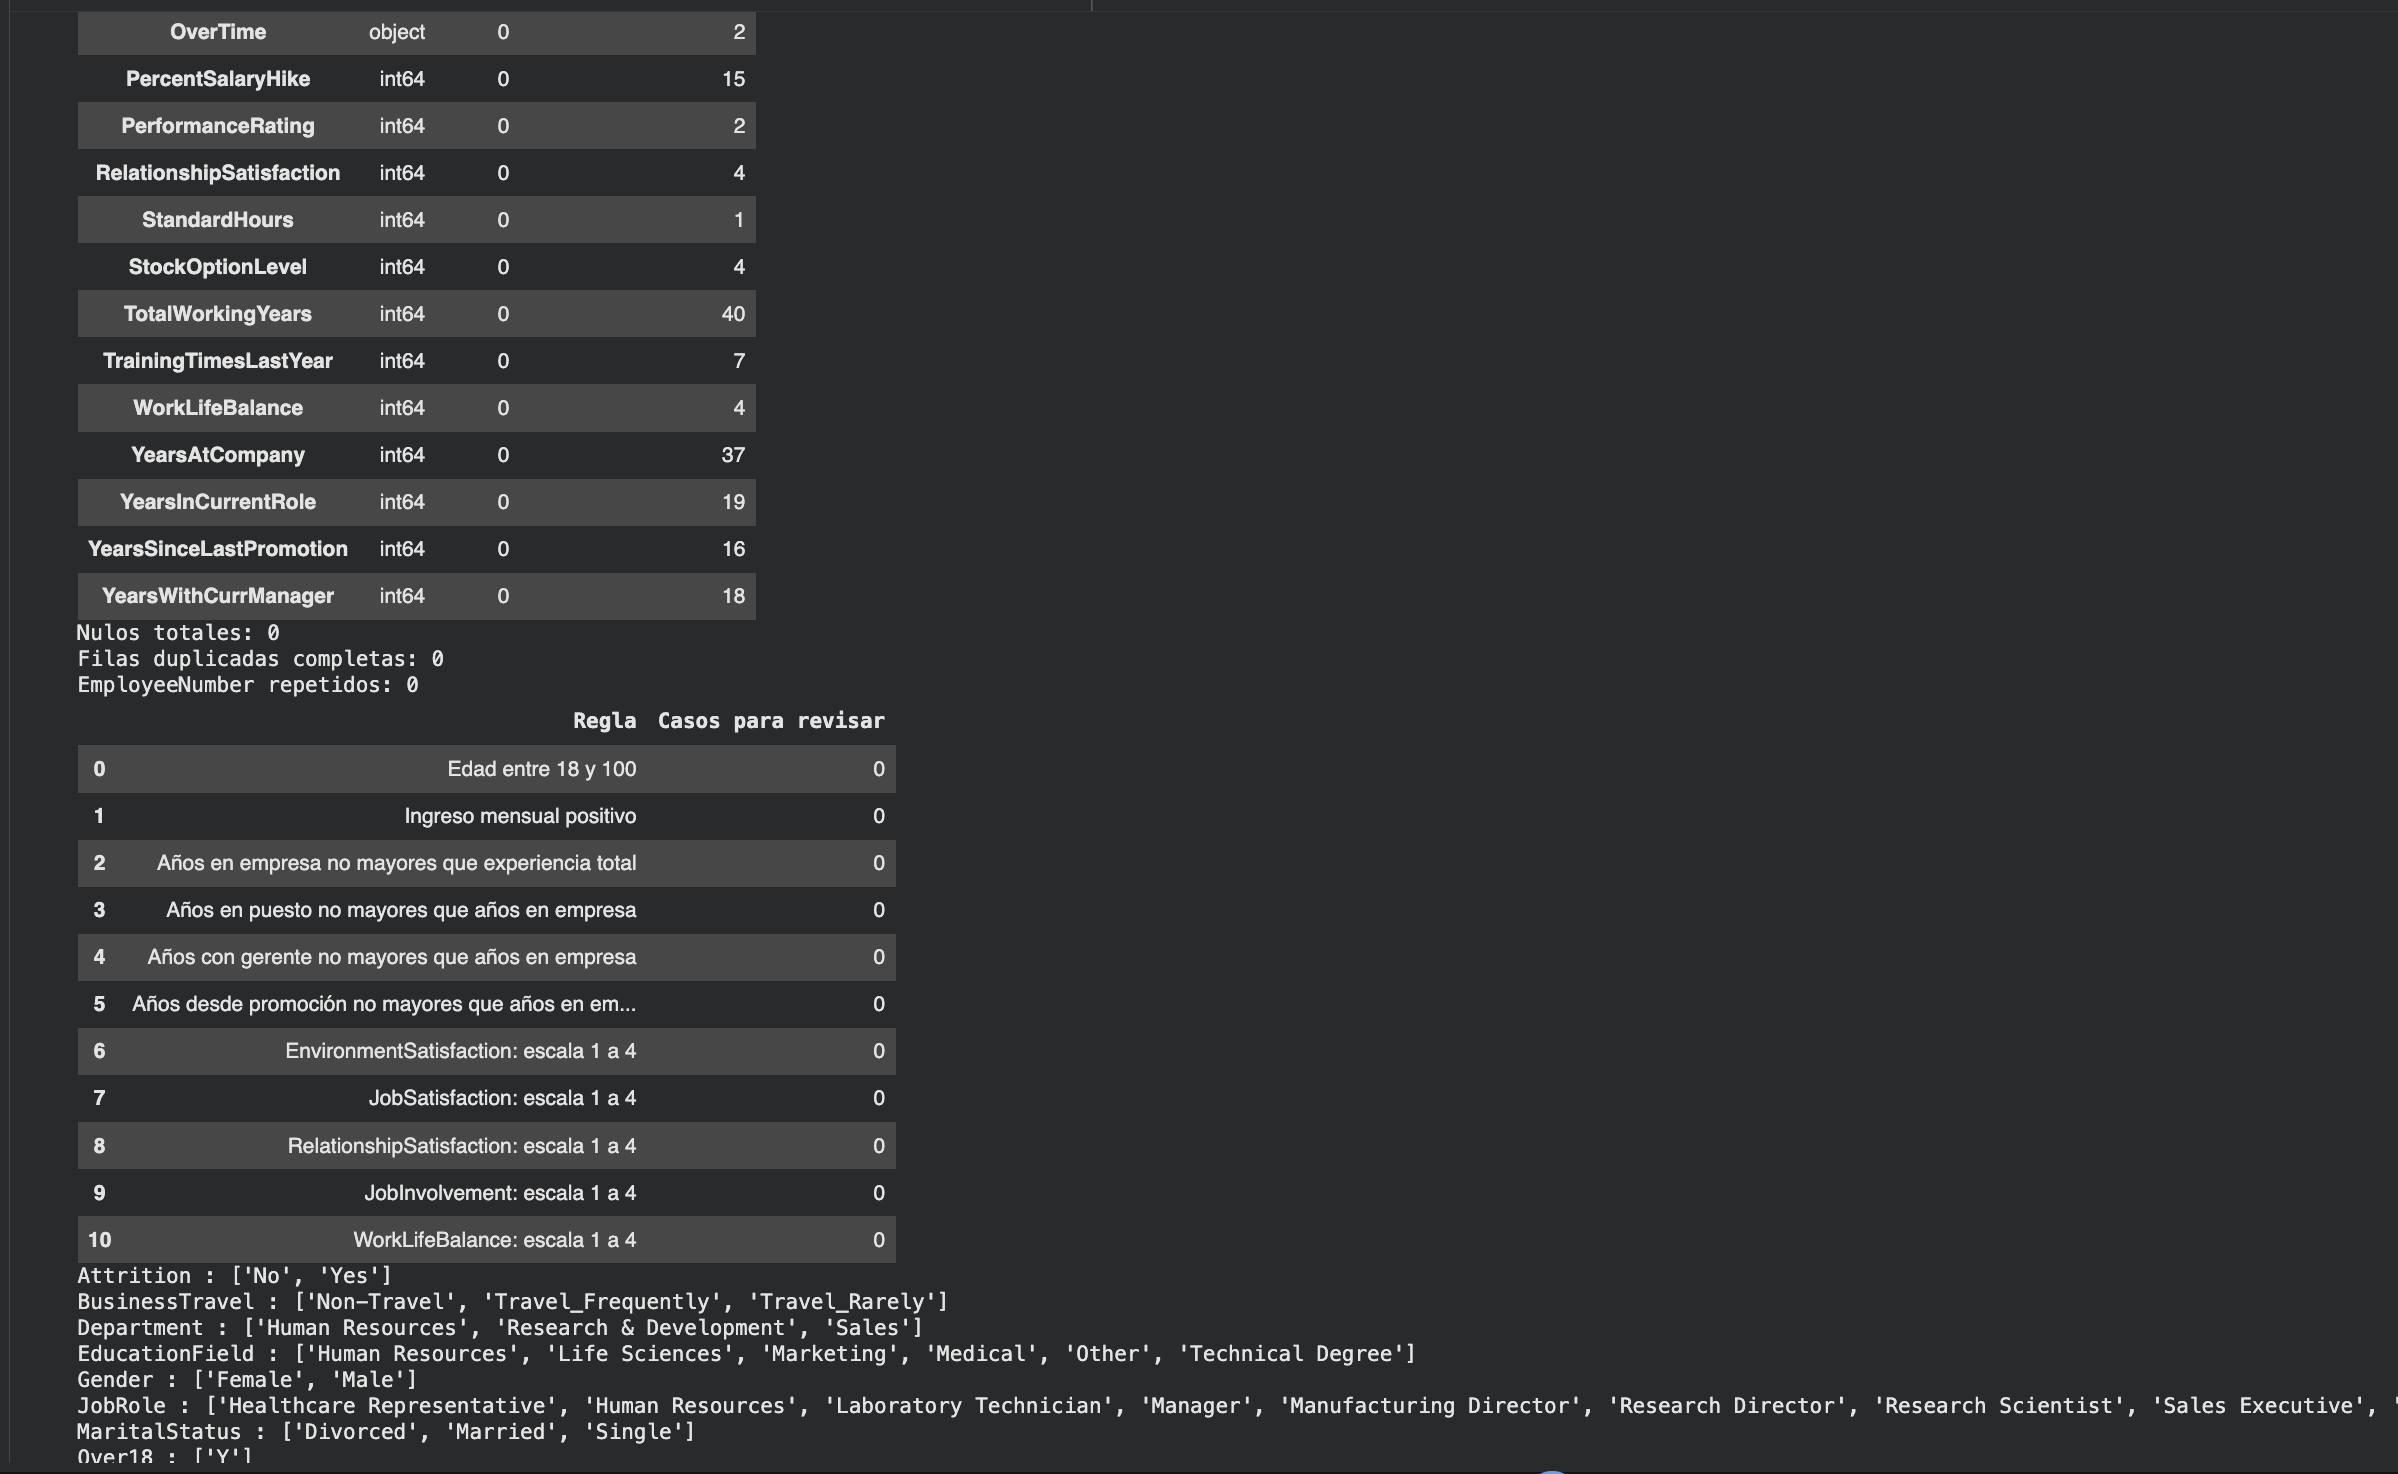 OverTime object 0 2
PercentSalaryHike int64 0 15
PerformanceRating int64 0 2
RelationshipSatisfaction int64 0 4
StandardHours int64 0 1
StockOptionLevel int64 0 4
TotalWorkingYears int64 0 40
TrainingTimesLastYear int64 0 7
WorkLifeBalance int64 0 4
YearsAtCompany int64 0 37
YearsInCurrentRole int64 0 19
YearsSinceLastPromotion int64 0 16
YearsWithCurrManager int64 0 18
Nulos totales: 0
Filas duplicadas completas: 0
EmployeeNumber repetidos: 0
Regla Casos para revisar
0 Edad entre 18 y 100 0
1 Ingreso mensual positivo 0
2 Años en empresa no mayores que experiencia total 0
3 Años en puesto no mayores que años en empresa 0
4 Años con gerente no mayores que años en empresa 0
5 Años desde promoción no mayores que años en em... 0
6 EnvironmentSatisfaction: escala 1 a 4 0
7 JobSatisfaction: escala 1 a 4 0
8 RelationshipSatisfaction: escala 1 a 4 0
9 JobInvolvement: escala 1 a 4 0
10 WorkLifeBalance: escala 1 a 4 0
Attrition : ['No', 'Yes']
BusinessTravel : ['Non-Travel', 'Travel_Frequently', 'Travel_Rarely']
Department : ['Human Resources', 'Research & Development', 'Sales']
EducationField : ['Human Resources', 'Life Sciences', 'Marketing', 'Medical', 'Other', 'Technical Degree']
Gender : ['Female', 'Male']
JobRole : ['Healthcare Representative', 'Human Resources', 'Laboratory Technician', 'Manager', 'Manufacturing Director', 'Research Director', 'Research Scientist', 'Sales Executive', '
MaritalStatus : ['Divorced', 'Married', 'Single']
Over18 : ['Y']